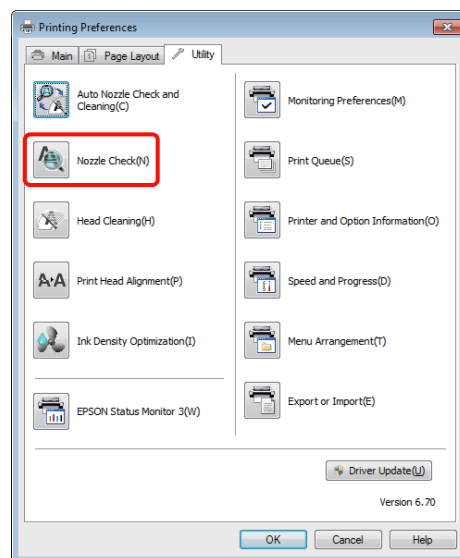 Printing Preferences
Main
Page Layout
Utility
Auto Nozzle Check and
Cleaning(C)
Nozzle Check(N)
Head Cleaning(H)
Print Head Alignment(P)
Ink Density Optimization(I)
EPSON Status Monitor 3(W)
Monitoring Preferences(M)
Print Queue(S)
Printer and Option Information(O)
Speed and Progress(D)
Menu Arrangement(T)
Export or Import(E)
Driver Update(U)
Version 6.70
OK
Cancel
Help